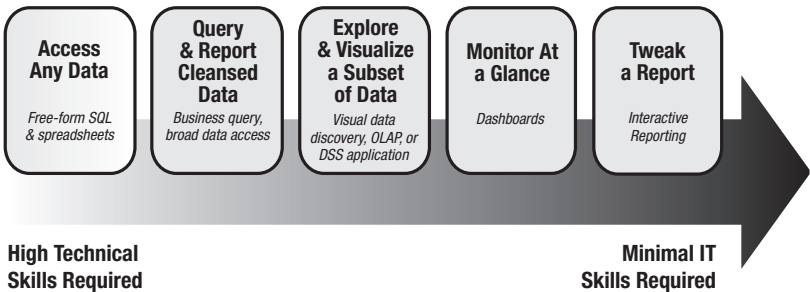 Access
Any Data
Free-form SQL
& spreadsheets
Query
& Report
Cleansed
Data
Business query,
broad data access
Explore
& Visualize
a Subset
of Data
Visual data
discovery, OLAP, or
DSS application
Monitor At
a Glance
Dashboards
Tweak
a Report
Interactive
Reporting
High Technical
Skills Required
Minimal IT
Skills Required